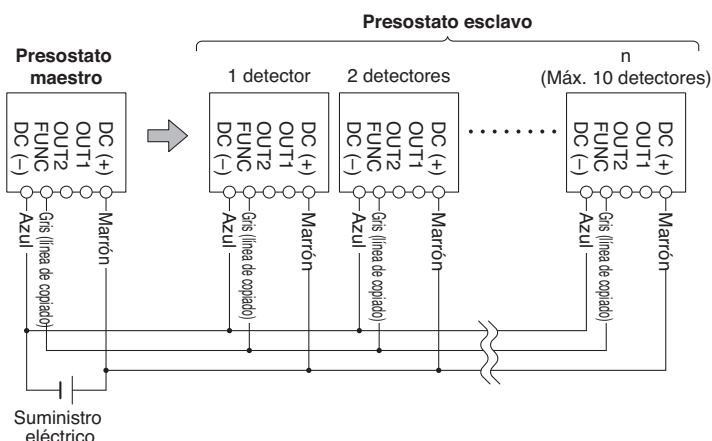 Presostato esclavo
Presostato
maestro
1 detector
2 detectores
n
(Máx. 10 detectores)
DC (–)
FUNC
OUT2
OUT1
DC (+)
DC (–)
FUNC
OUT2
OUT1
DC (+)
DC (–)
FUNC
OUT2
OUT1
DC (+)
DC (–)
FUNC
OUT2
OUT1
DC (+)
Azul
Gris (línea de copiado)
Marrón
Azul
Gris (línea de copiado)
Marrón
Azul
Gris (línea de copiado)
Marrón
Azul
Gris (línea de copiado)
Marrón
Suministro
eléctrico